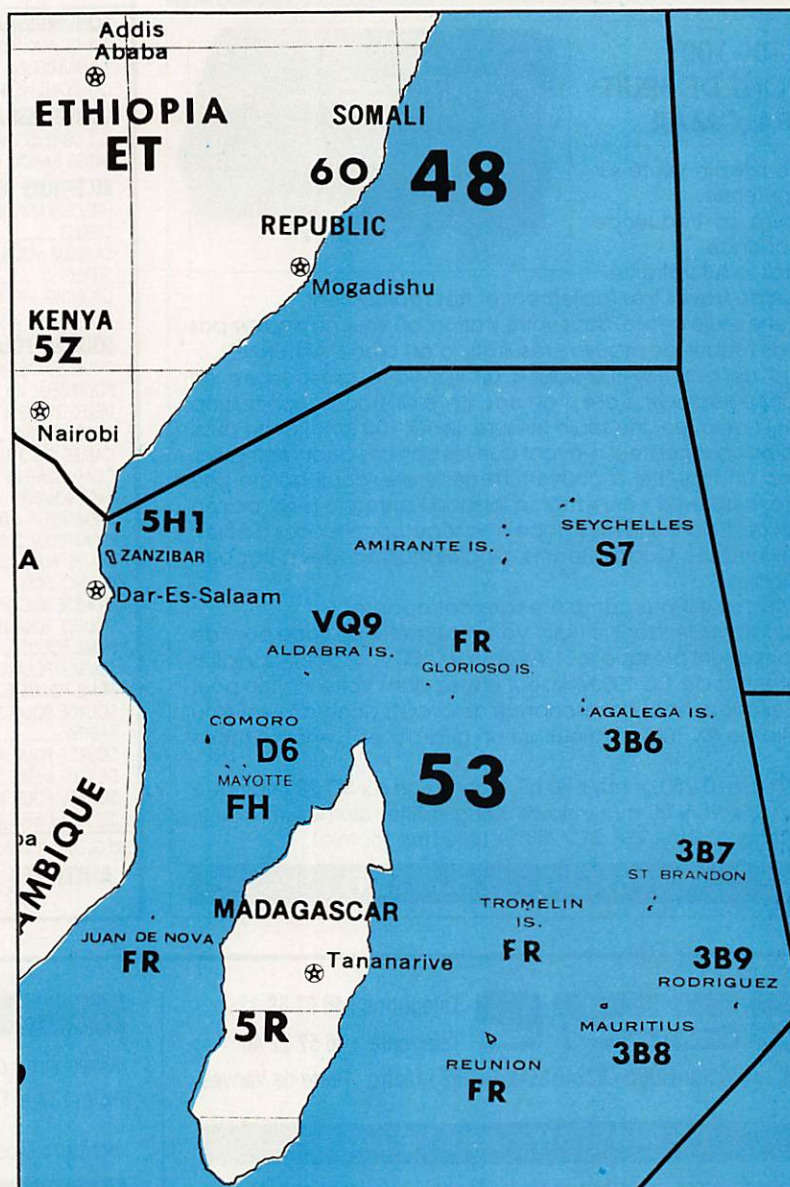 Addis
Ababa
ETHIOPIA
ET
SOMALI
6O
48
REPUBLIC
Mogadishu
KENYA
5Z
Nairobi
5H1
ZANZIBAR
A
Dar-Es-Salaam
AMIRANTE IS.
SEYCHELLES
S7
VQ9
ALDABRA IS.
FR
GLORIOSO IS.
COMORO
D6
MAYOTTE
FH
AGALEGA IS.
3B6
53
AMBIQUE
ba
3B7
ST BRANDON
MADAGASCAR
TROMELIN
IS.
FR
JUAN DE NOVA
FR
Tananarive
3B9
RODRIGUEZ
5R
MAURITIUS
3B8
REUNION
FR